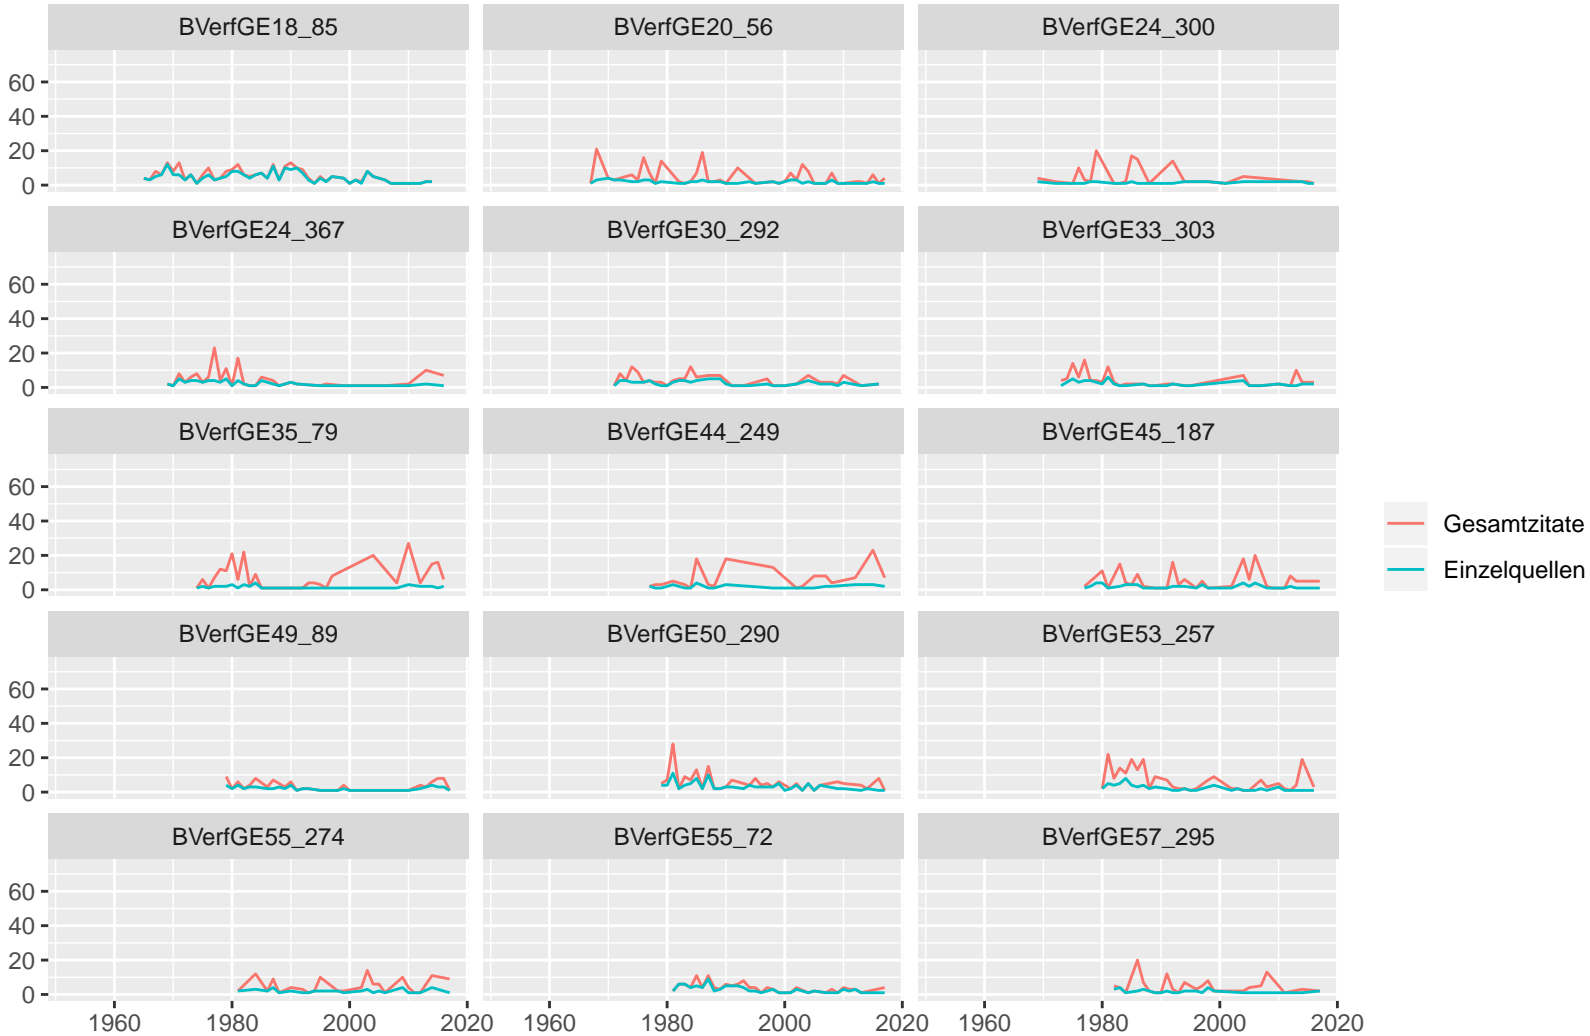 BVerfGE18_85 BVerfGE20_56 BVerfGE24_300
60
40
20
0
BVerfGE24_367 BVerfGE30_292 BVerfGE33_303
60
40
20
0
BVerfGE35_79 BVerfGE44_249 BVerfGE45_187
60
40
20
0
BVerfGE49_89 BVerfGE50_290 BVerfGE53_257
60
40
20
0
BVerfGE55_274 BVerfGE55_72 BVerfGE57_295
60
40
20
0
1960 1980 2000 2020 1960 1980 2000 2020 1960 1980 2000 2020
Gesamtzitate
Einzelquellen